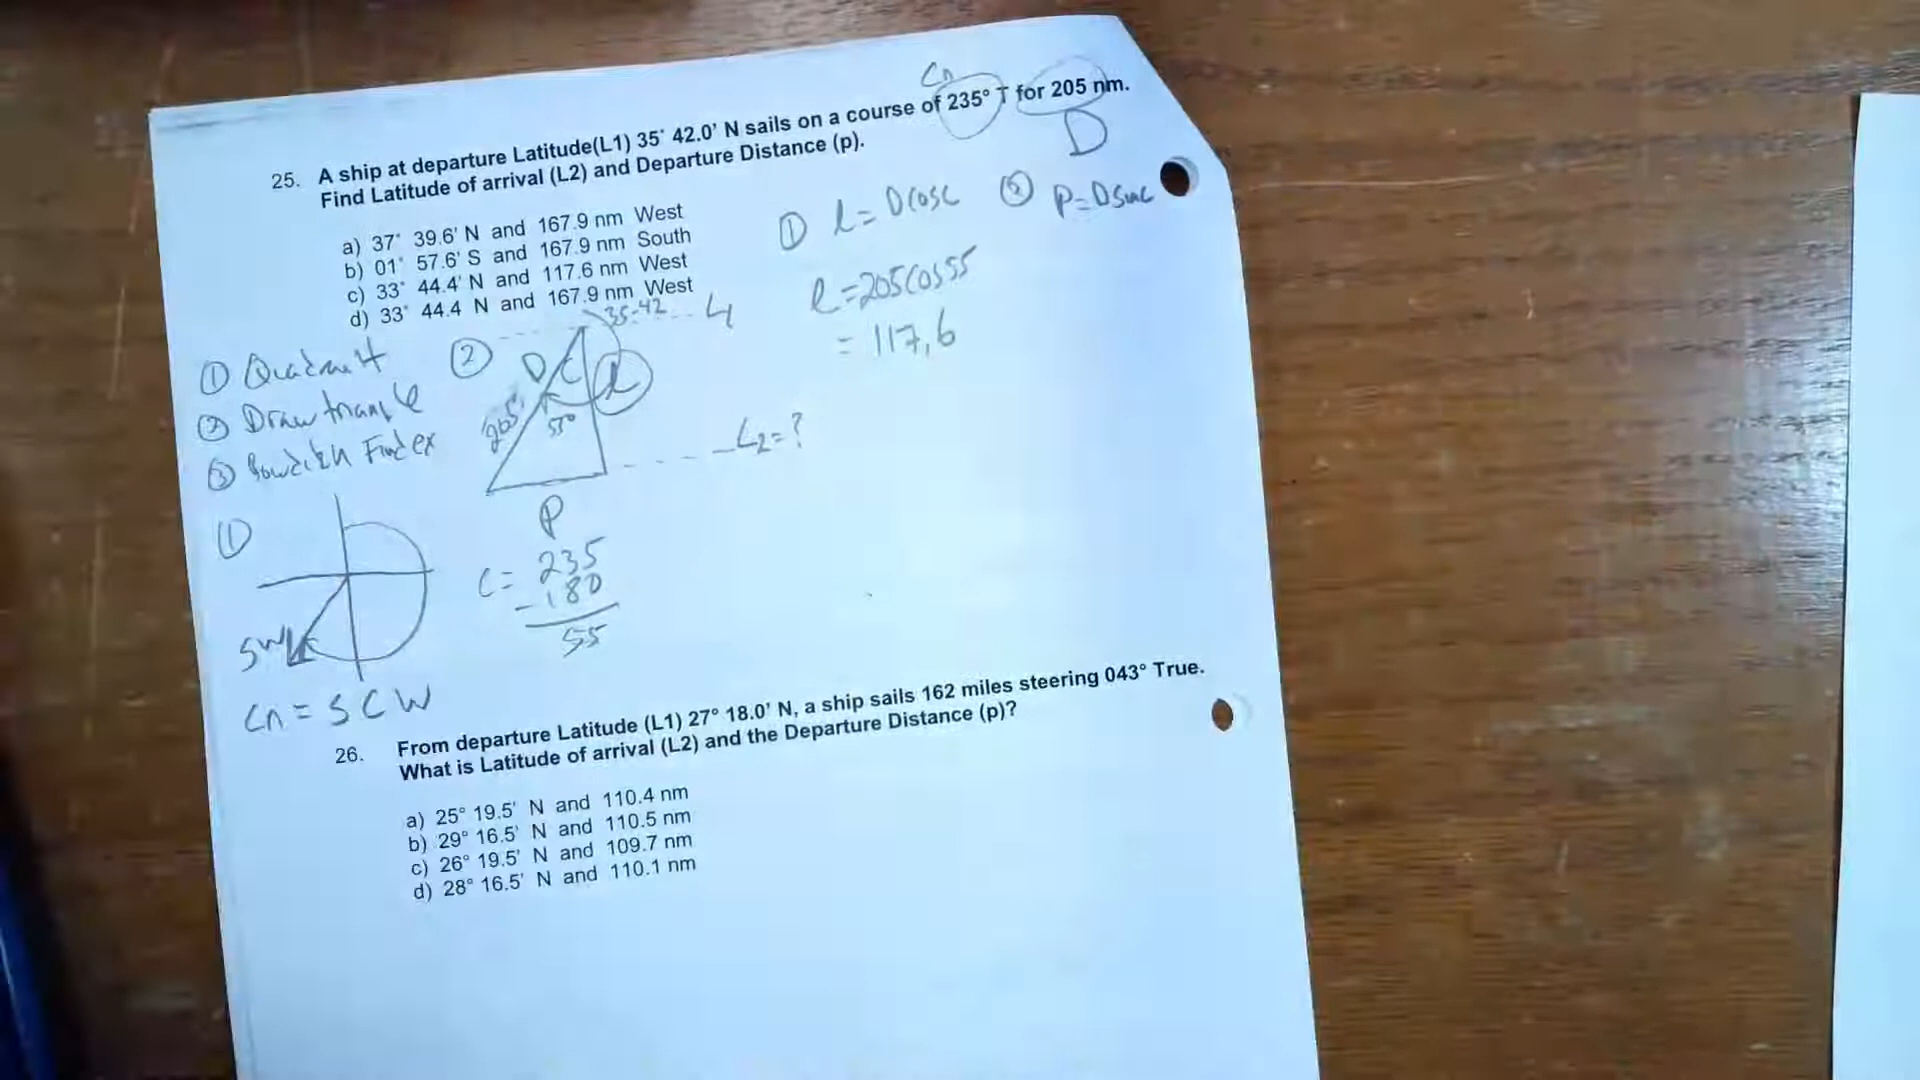 Cn
25. A ship at departure Latitude(L1) 35° 42.0' N sails on a course of 235° T for 205 nm.
Find Latitude of arrival (L2) and Departure Distance (p).
D
a) 37° 39.6' N and 167.9 nm West
b) 01° 57.6' S and 167.9 nm South
c) 33° 44.4' N and 117.6 nm West
d) 33° 44.4 N and 167.9 nm West
① l = D cos C
p = D sin C
l = 205 cos 55
= 117,6
① Quadrant
② Draw triangle
③ Bowditch
② D C l
35-42 L1
205
55°
L2 = ?
P
①
SW
Cn = S C W
C = 235
- 180
55
26. From departure Latitude (L1) 27° 18.0' N, a ship sails 162 miles steering 043° True.
What is Latitude of arrival (L2) and the Departure Distance (p)?
a) 25° 19.5' N and 110.4 nm
b) 29° 16.5' N and 110.5 nm
c) 26° 19.5' N and 109.7 nm
d) 28° 16.5' N and 110.1 nm